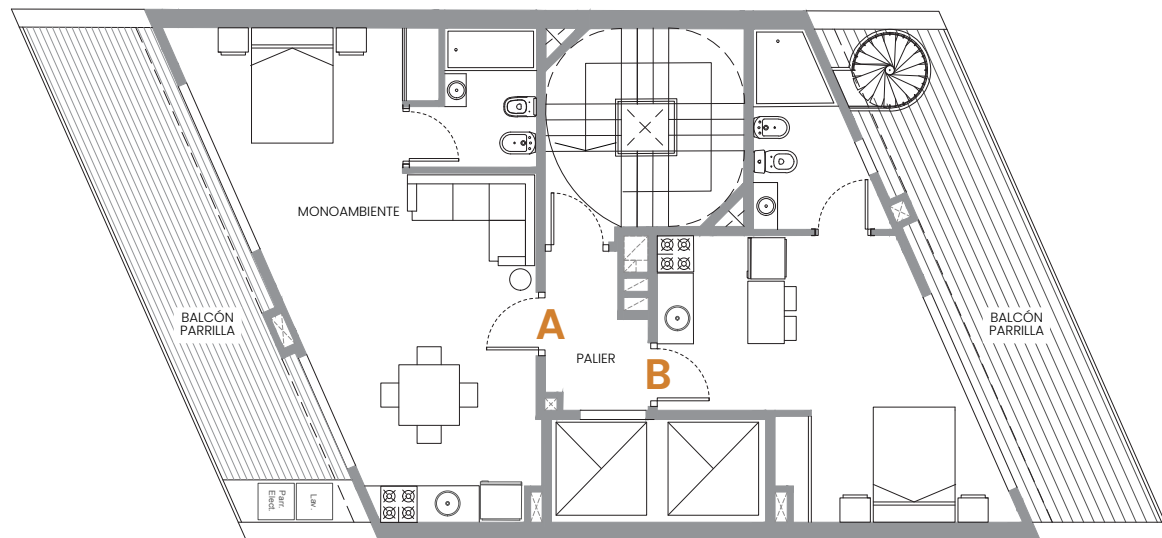 MONOAMBIENTE
BALCÓN
PARRILLA
A
PALIER
B
BALCÓN
PARRILLA
Parr.
Elect.
Lav.